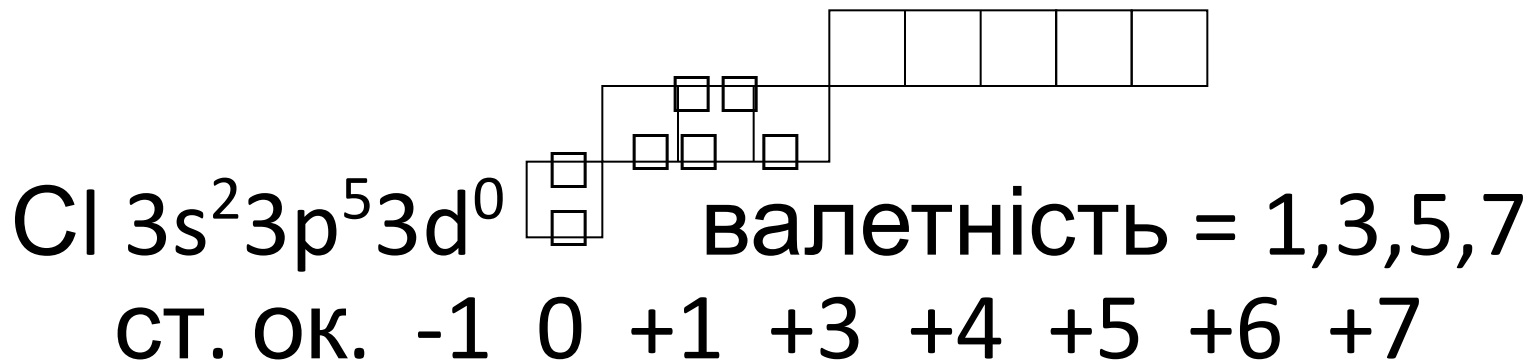 Cl 3s²3p⁵3d⁰ валетність = 1,3,5,7
ст. ок. -1 0 +1 +3 +4 +5 +6 +7